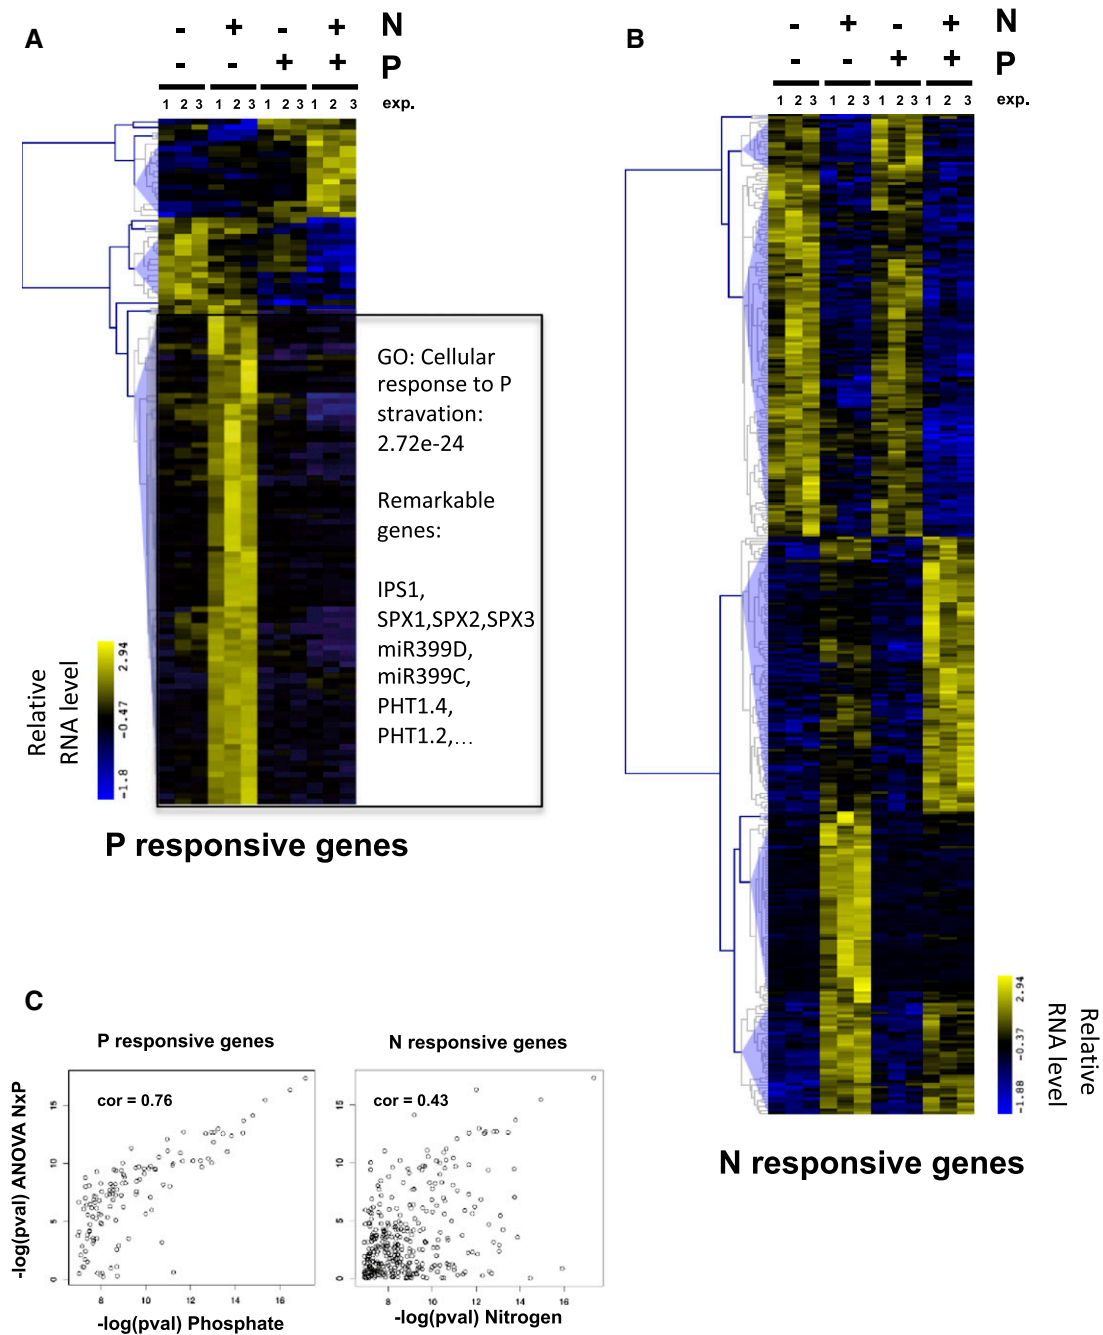 A
- + - + N
- - + + P
1 2 3 1 2 3 1 2 3 1 2 3 exp.
GO: Cellular
response to P
stravation:
2.72e-24
Remarkable
genes:
IPS1,
SPX1,SPX2,SPX3
miR399D,
miR399C,
PHT1.4,
PHT1.2,...
Relative
RNA level
2.94
-0.47
-1.8
P responsive genes
B
- + - + N
- - + + P
1 2 3 1 2 3 1 2 3 1 2 3 exp.
2.94
-0.37
-1.88
Relative
RNA level
N responsive genes
C
P responsive genes
cor = 0.76
-log(pval) ANOVA NxP
15
10
5
0
8 10 12 14 16
-log(pval) Phosphate
N responsive genes
cor = 0.43
15
10
5
0
8 10 12 14 16
-log(pval) Nitrogen